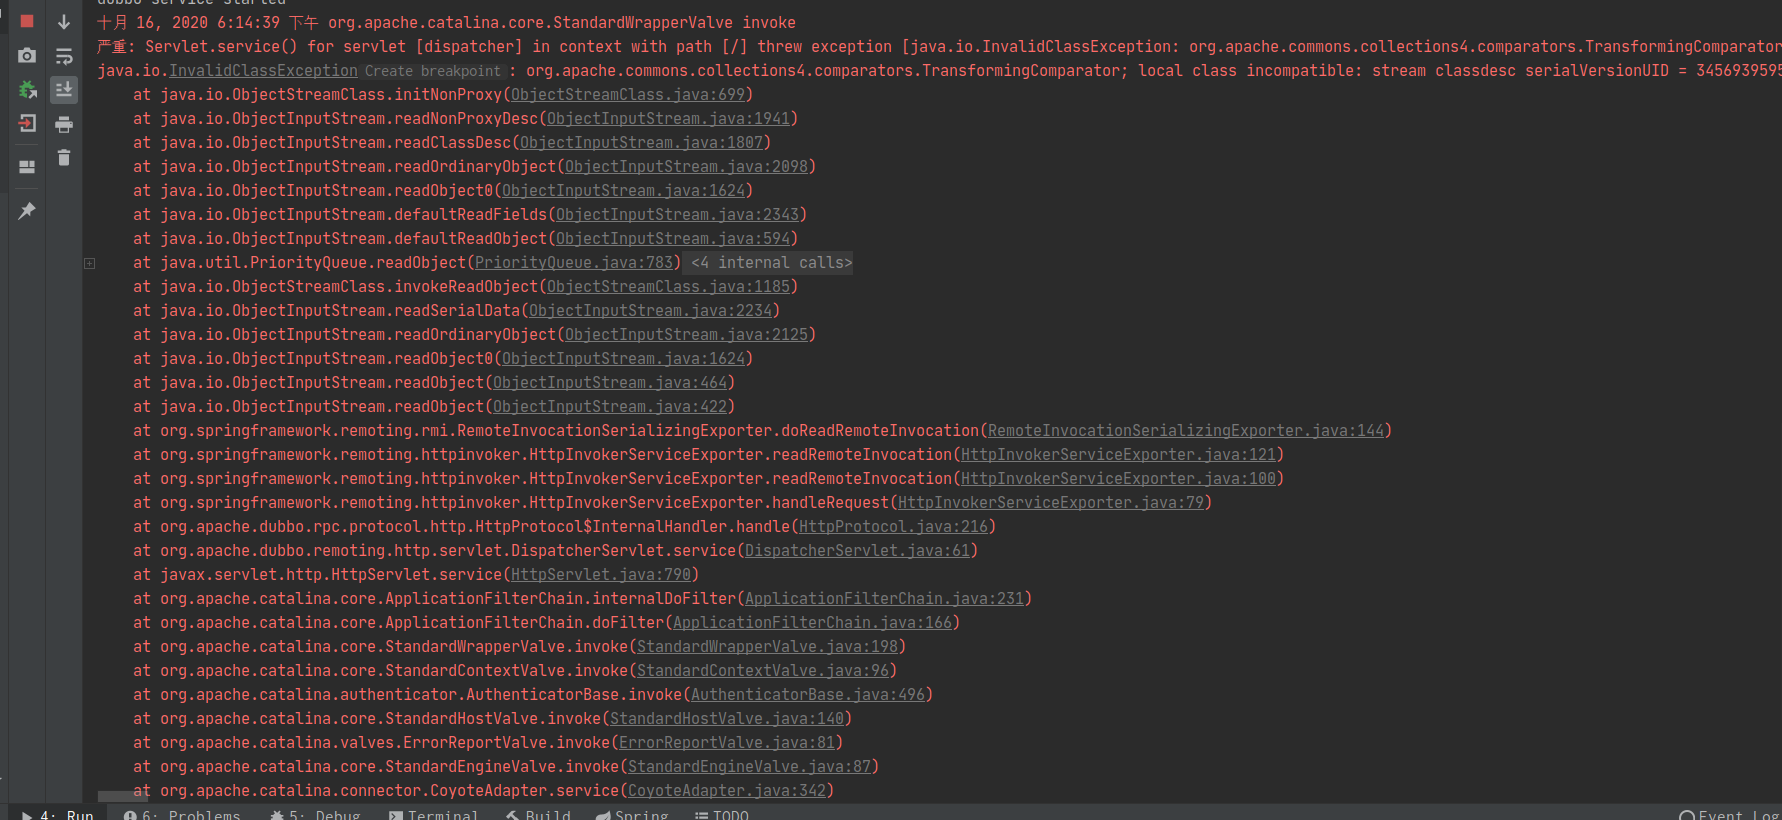 dubbo service started
十月 16, 2020 6:14:39 下午 org.apache.catalina.core.StandardWrapperValve invoke
严重: Servlet.service() for servlet [dispatcher] in context with path [/] threw exception [java.io.InvalidClassException: org.apache.commons.collections4.comparators.TransformingComparator
java.io.InvalidClassException Create breakpoint : org.apache.commons.collections4.comparators.TransformingComparator; local class incompatible: stream classdesc serialVersionUID = 3456939595
at java.io.ObjectStreamClass.initNonProxy(ObjectStreamClass.java:699)
at java.io.ObjectInputStream.readNonProxyDesc(ObjectInputStream.java:1941)
at java.io.ObjectInputStream.readClassDesc(ObjectInputStream.java:1807)
at java.io.ObjectInputStream.readOrdinaryObject(ObjectInputStream.java:2098)
at java.io.ObjectInputStream.readObject0(ObjectInputStream.java:1624)
at java.io.ObjectInputStream.defaultReadFields(ObjectInputStream.java:2343)
at java.io.ObjectInputStream.defaultReadObject(ObjectInputStream.java:594)
at java.util.PriorityQueue.readObject(PriorityQueue.java:783) <4 internal calls>
at java.io.ObjectStreamClass.invokeReadObject(ObjectStreamClass.java:1185)
at java.io.ObjectInputStream.readSerialData(ObjectInputStream.java:2234)
at java.io.ObjectInputStream.readOrdinaryObject(ObjectInputStream.java:2125)
at java.io.ObjectInputStream.readObject0(ObjectInputStream.java:1624)
at java.io.ObjectInputStream.readObject(ObjectInputStream.java:464)
at java.io.ObjectInputStream.readObject(ObjectInputStream.java:422)
at org.springframework.remoting.rmi.RemoteInvocationSerializingExporter.doReadRemoteInvocation(RemoteInvocationSerializingExporter.java:144)
at org.springframework.remoting.httpinvoker.HttpInvokerServiceExporter.readRemoteInvocation(HttpInvokerServiceExporter.java:121)
at org.springframework.remoting.httpinvoker.HttpInvokerServiceExporter.readRemoteInvocation(HttpInvokerServiceExporter.java:100)
at org.springframework.remoting.httpinvoker.HttpInvokerServiceExporter.handleRequest(HttpInvokerServiceExporter.java:79)
at org.apache.dubbo.rpc.protocol.http.HttpProtocol$InternalHandler.handle(HttpProtocol.java:216)
at org.apache.dubbo.remoting.http.servlet.DispatcherServlet.service(DispatcherServlet.java:61)
at javax.servlet.http.HttpServlet.service(HttpServlet.java:790)
at org.apache.catalina.core.ApplicationFilterChain.internalDoFilter(ApplicationFilterChain.java:231)
at org.apache.catalina.core.ApplicationFilterChain.doFilter(ApplicationFilterChain.java:166)
at org.apache.catalina.core.StandardWrapperValve.invoke(StandardWrapperValve.java:198)
at org.apache.catalina.core.StandardContextValve.invoke(StandardContextValve.java:96)
at org.apache.catalina.authenticator.AuthenticatorBase.invoke(AuthenticatorBase.java:496)
at org.apache.catalina.core.StandardHostValve.invoke(StandardHostValve.java:140)
at org.apache.catalina.valves.ErrorReportValve.invoke(ErrorReportValve.java:81)
at org.apache.catalina.core.StandardEngineValve.invoke(StandardEngineValve.java:87)
at org.apache.catalina.connector.CoyoteAdapter.service(CoyoteAdapter.java:342)
4: Run 6: Problems 5: Debug Terminal Build Spring TODO Event Log